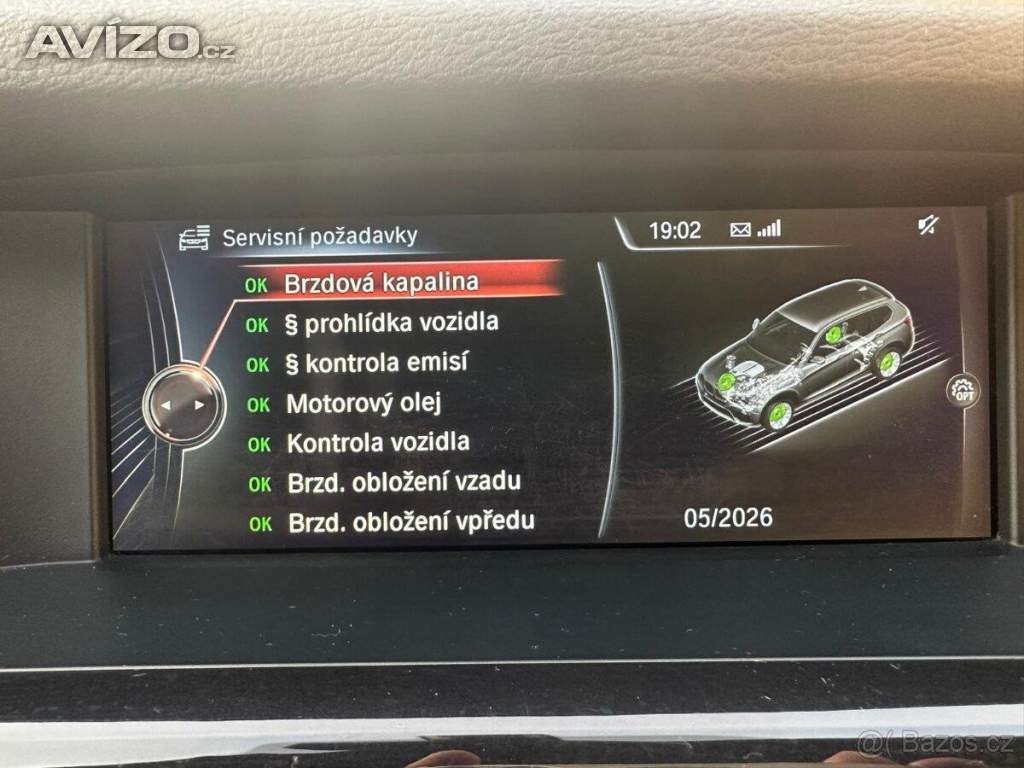 AVÍZO.cz
Servisní požadavky
19:02
OK Brzdová kapalina
OK § prohlídka vozidla
OK § kontrola emisí
OK Motorový olej
OK Kontrola vozidla
OK Brzd. obložení vzadu
OK Brzd. obložení vpředu
OPT
05/2026
@( Bazos.cz